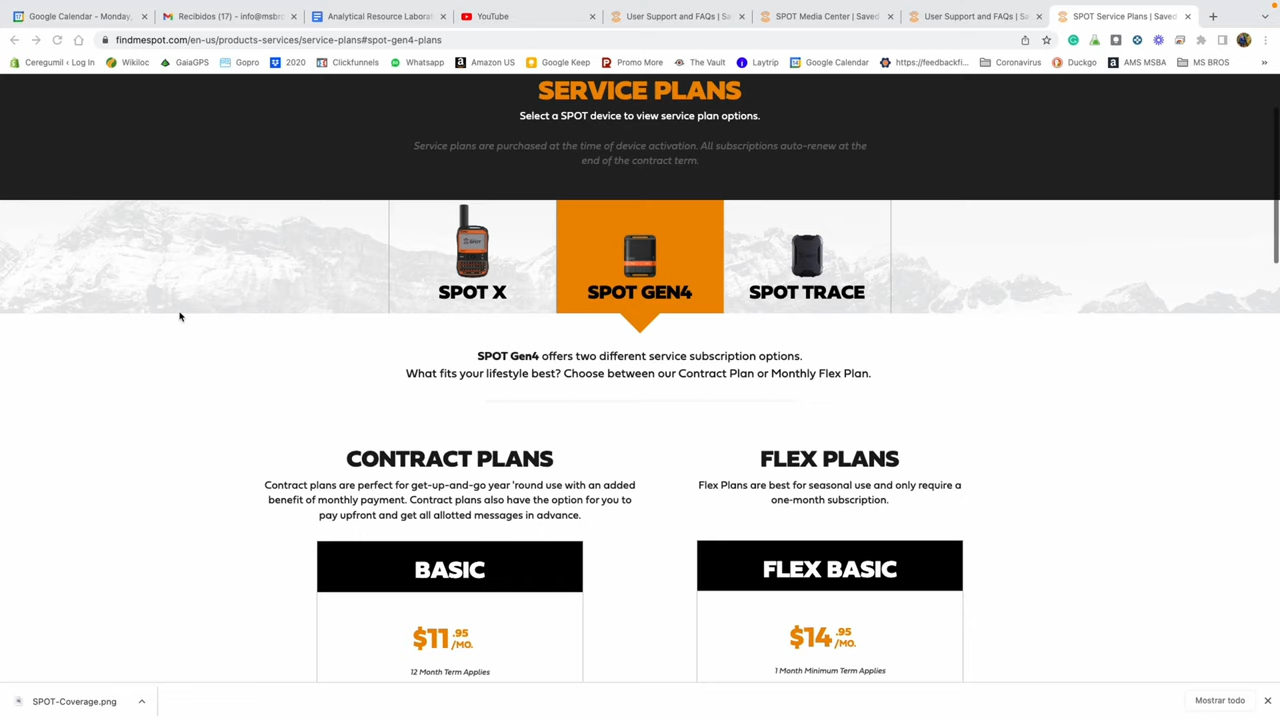 Google Calendar - Monday,
Recibidos (17) - info@msbro
Analytical Resource Laborat
YouTube
User Support and FAQs | Sa
SPOT Media Center | Saved
User Support and FAQs | Sa
SPOT Service Plans | Saved
findmespot.com/en-us/products-services/service-plans#spot-gen4-plans
Ceregumil ‹ Log In
Wikiloc
GaiaGPS
Gopro
2020
Clickfunnels
Whatsapp
Amazon US
Google Keep
Promo More
The Vault
Laytrip
Google Calendar
https://feedbackfi...
Coronavirus
Duckgo
AMS MSBA
MS BROS
»
SERVICE PLANS
Select a SPOT device to view service plan options.
Service plans are purchased at the time of device activation. All subscriptions auto-renew at the
end of the contract term.
SPOT X
SPOT GEN4
SPOT TRACE
SPOT Gen4 offers two different service subscription options.
What fits your lifestyle best? Choose between our Contract Plan or Monthly Flex Plan.
CONTRACT PLANS
Contract plans are perfect for get-up-and-go year 'round use with an added
benefit of monthly payment. Contract plans also have the option for you to
pay upfront and get all allotted messages in advance.
BASIC
$11.95/MO.
12 Month Term Applies
FLEX PLANS
Flex Plans are best for seasonal use and only require a
one-month subscription.
FLEX BASIC
$14.95/MO.
1 Month Minimum Term Applies
SPOT-Coverage.png
Mostrar todo